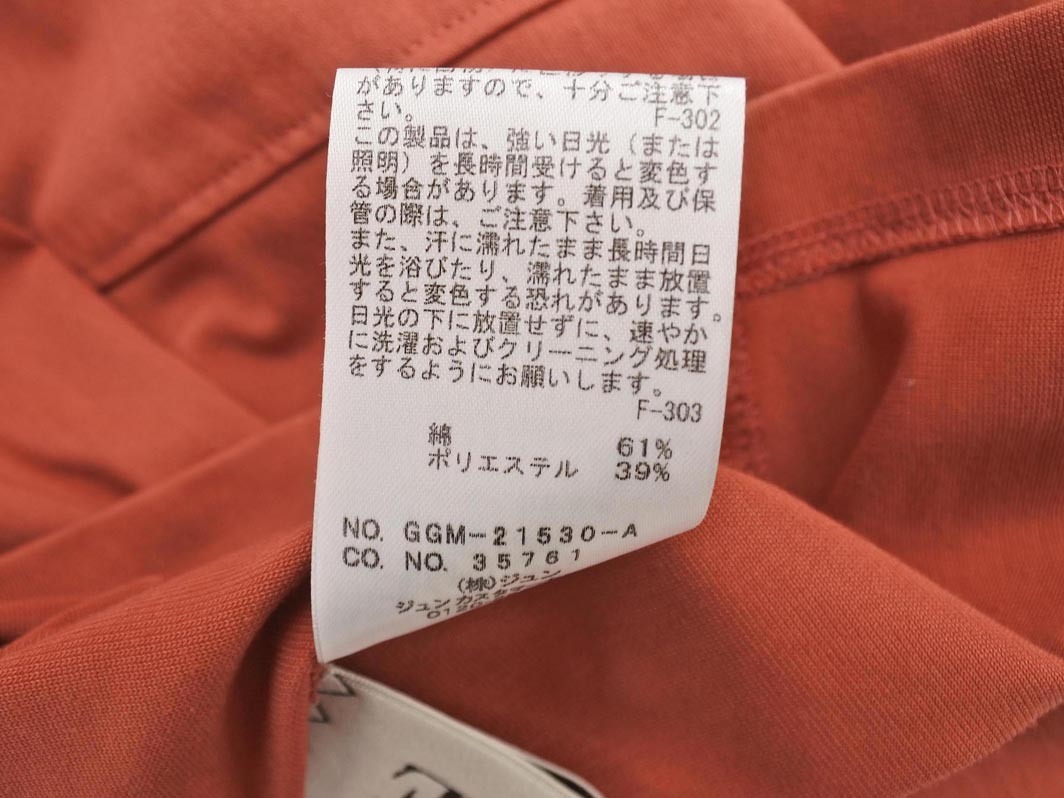 がありますので、十分ご注意下
さい。
F-302
この製品は、強い日光（または
照明）を長時間受けると変色す
る場合があります。着用及び保
管の際は、ご注意下さい。
また、汗に濡れたまま長時間日
光を浴びたり、濡れたまま放置
すると変色する恐れがあります。
日光の下に放置せずに、速やか
に洗濯およびクリーニング処理
をするようにお願いします。
F-303
綿 61%
ポリエステル 39%
NO. GGM-21530-A
CO. NO. 35761
(株)ジュン
ジュンカスタマ
0120